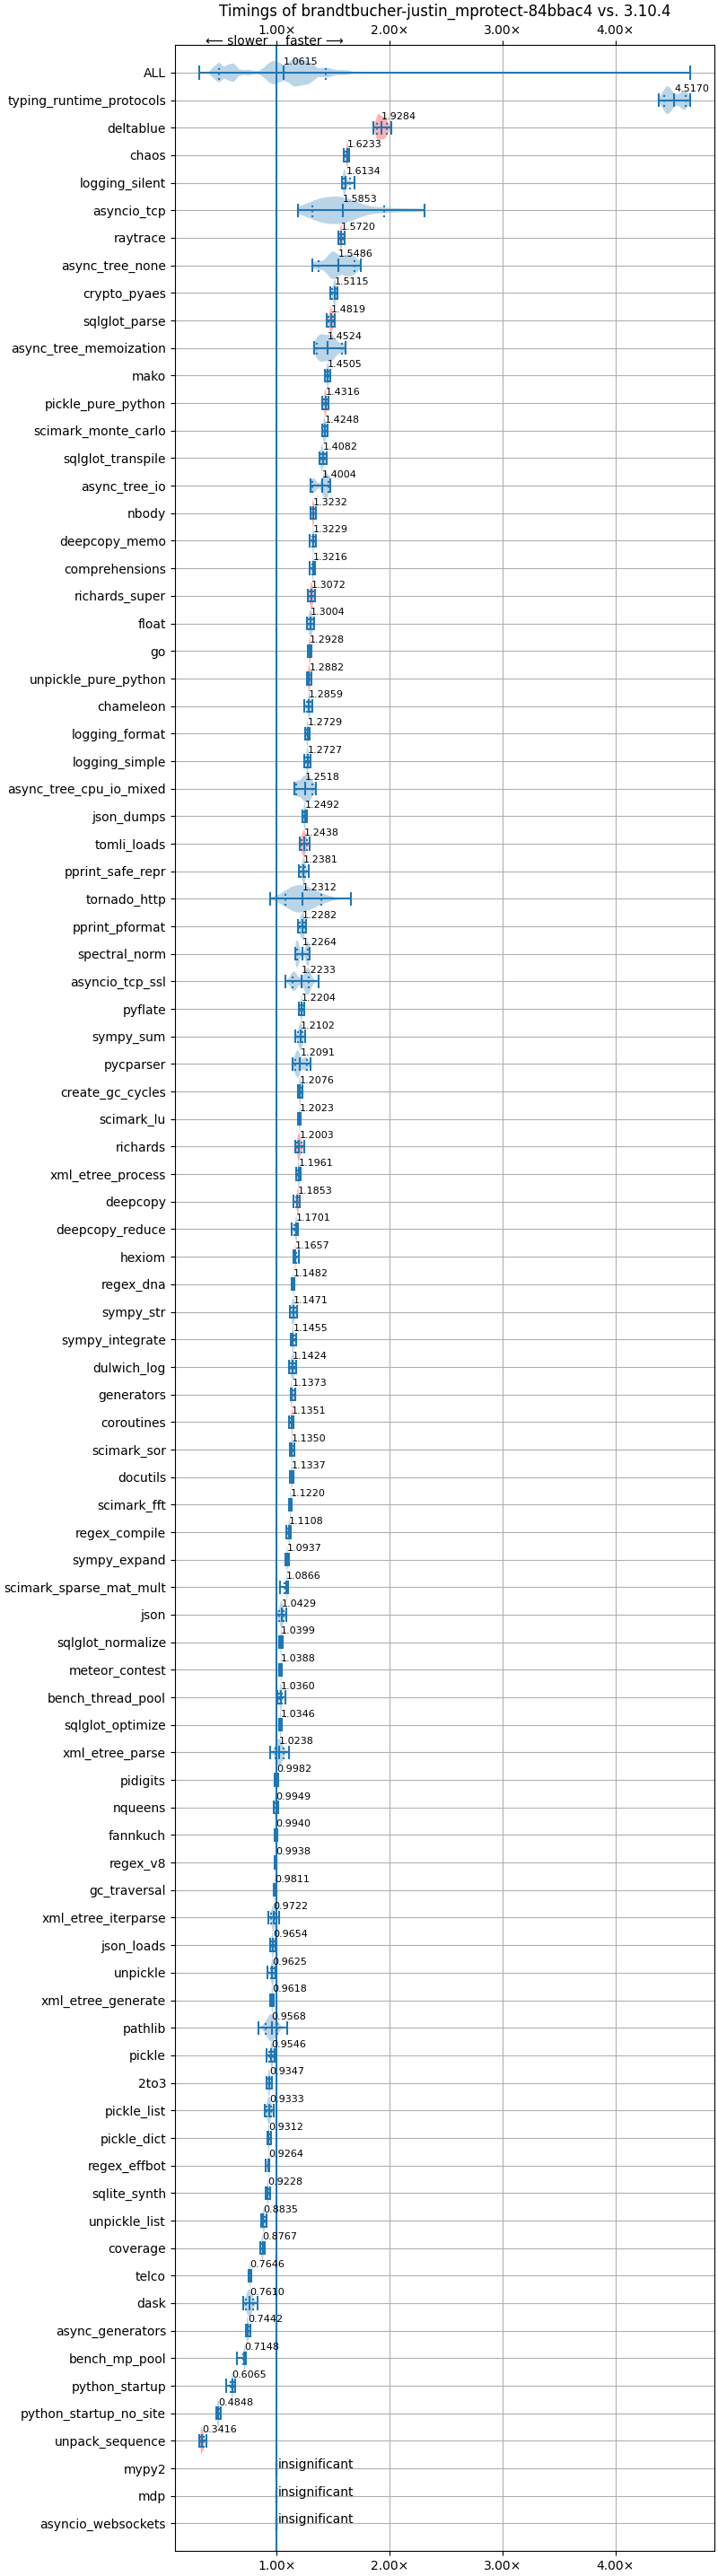 Timings of brandtbucher-justin_mprotect-84bbac4 vs. 3.10.4
1.00× 2.00× 3.00× 4.00×
⟵ slower faster ⟶
ALL 1.0615
typing_runtime_protocols 4.5170
deltablue 1.9284
chaos 1.6233
logging_silent 1.6134
asyncio_tcp 1.5853
raytrace 1.5720
async_tree_none 1.5486
crypto_pyaes 1.5115
sqlglot_parse 1.4819
async_tree_memoization 1.4524
mako 1.4505
pickle_pure_python 1.4316
scimark_monte_carlo 1.4248
sqlglot_transpile 1.4082
async_tree_io 1.4004
nbody 1.3232
deepcopy_memo 1.3229
comprehensions 1.3216
richards_super 1.3072
float 1.3004
go 1.2928
unpickle_pure_python 1.2882
chameleon 1.2859
logging_format 1.2729
logging_simple 1.2727
async_tree_cpu_io_mixed 1.2518
json_dumps 1.2492
tomli_loads 1.2438
pprint_safe_repr 1.2381
tornado_http 1.2312
pprint_pformat 1.2282
spectral_norm 1.2264
asyncio_tcp_ssl 1.2233
pyflate 1.2204
sympy_sum 1.2102
pycparser 1.2091
create_gc_cycles 1.2076
scimark_lu 1.2023
richards 1.2003
xml_etree_process 1.1961
deepcopy 1.1853
deepcopy_reduce 1.1701
hexiom 1.1657
regex_dna 1.1482
sympy_str 1.1471
sympy_integrate 1.1455
dulwich_log 1.1424
generators 1.1373
coroutines 1.1351
scimark_sor 1.1350
docutils 1.1337
scimark_fft 1.1220
regex_compile 1.1108
sympy_expand 1.0937
scimark_sparse_mat_mult 1.0866
json 1.0429
sqlglot_normalize 1.0399
meteor_contest 1.0388
bench_thread_pool 1.0360
sqlglot_optimize 1.0346
xml_etree_parse 1.0238
pidigits 0.9982
nqueens 0.9949
fannkuch 0.9940
regex_v8 0.9938
gc_traversal 0.9811
xml_etree_iterparse 0.9722
json_loads 0.9654
unpickle 0.9625
xml_etree_generate 0.9618
pathlib 0.9568
pickle 0.9546
2to3 0.9347
pickle_list 0.9333
pickle_dict 0.9312
regex_effbot 0.9264
sqlite_synth 0.9228
unpickle_list 0.8835
coverage 0.8767
telco 0.7646
dask 0.7610
async_generators 0.7442
bench_mp_pool 0.7148
python_startup 0.6065
python_startup_no_site 0.4848
unpack_sequence 0.3416
mypy2 insignificant
mdp insignificant
asyncio_websockets insignificant
1.00× 2.00× 3.00× 4.00×